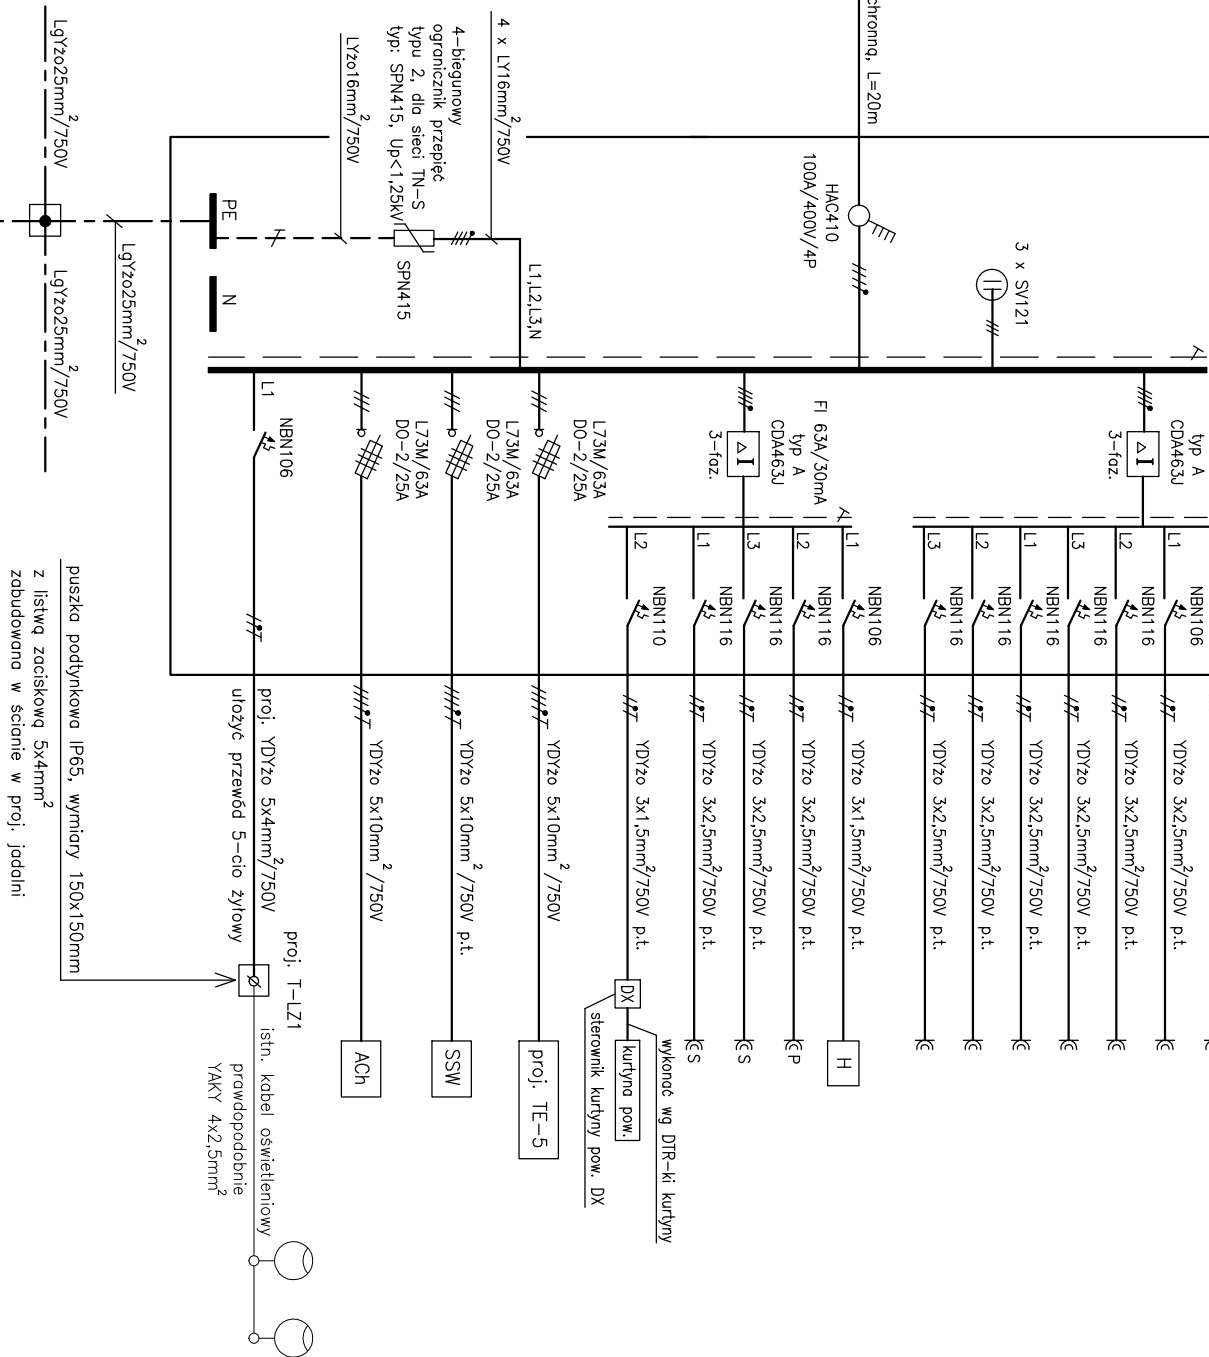 chronną, L=20m
HAC410
100A/400V/4P
3 x SV121
4 x LY16mm²/750V
4-biegunowy
ogranicznik przepięć
typu 2, dla sieci TN-S
typ: SPN415, Up<1,25kV
LYżo16mm²/750V
SPN415
L1,L2,L3,N
PE
N
LgYżo25mm²/750V
LgYżo25mm²/750V
LgYżo25mm²/750V
typ A
CDA463J
3-faz.
Δ I
FI 63A/30mA
typ A
CDA463J
3-faz.
Δ I
L1
NBN106
YDYżo 3x2,5mm²/750V p.t.
L2
NBN116
YDYżo 3x2,5mm²/750V p.t.
L3
NBN116
YDYżo 3x2,5mm²/750V p.t.
L1
NBN116
YDYżo 3x2,5mm²/750V p.t.
L2
NBN116
YDYżo 3x2,5mm²/750V p.t.
L3
NBN116
YDYżo 3x2,5mm²/750V p.t.
L1
NBN106
YDYżo 3x1,5mm²/750V p.t.
H
L2
NBN116
YDYżo 3x2,5mm²/750V p.t.
P
L3
NBN116
YDYżo 3x2,5mm²/750V p.t.
S
L1
NBN116
YDYżo 3x2,5mm²/750V p.t.
S
L2
NBN110
YDYżo 3x1,5mm²/750V p.t.
DX
kurtyna pow.
wykonać wg DTR-ki kurtyny
sterownik kurtyny pow. DX
L73M/63A
D0-2/25A
YDYżo 5x10mm²/750V
proj. TE-5
L73M/63A
D0-2/25A
YDYżo 5x10mm²/750V p.t.
SSW
L73M/63A
D0-2/25A
YDYżo 5x10mm²/750V
ACh
L1
NBN106
proj. YDYżo 5x4mm²/750V
ułożyć przewód 5-cio żyłowy
proj. T-LZ1
istn. kabel oświetleniowy
prawdopodobnie
YAKY 4x2,5mm²
puszka podtynkowa IP65, wymiary 150x150mm
z listwą zaciskową 5x4mm²
zabudowana w ścianie w proj. jadalni